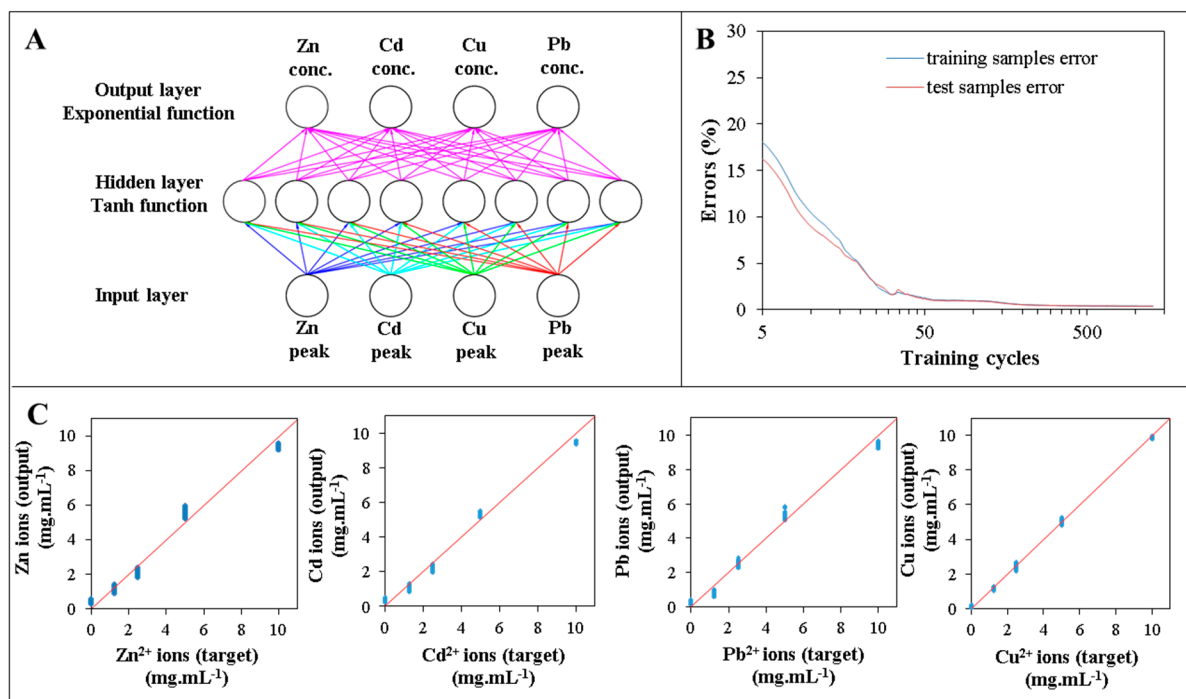 A
Zn Cd Cu Pb
conc. conc. conc. conc.
Output layer
Exponential function
Hidden layer
Tanh function
Input layer
Zn Cd Cu Pb
peak peak peak peak
B
30
25
20
15
10
5
0
Errors (%)
training samples error
test samples error
5 50 500
Training cycles
C
Zn ions (output)
(mg.mL⁻¹)
10
8
6
4
2
0
0 2 4 6 8 10
Zn²⁺ ions (target)
(mg.mL⁻¹)
Cd ions (output)
(mg.mL⁻¹)
10
8
6
4
2
0
0 2 4 6 8 10
Cd²⁺ ions (target)
(mg.mL⁻¹)
Pb ions (output)
(mg.mL⁻¹)
10
8
6
4
2
0
0 2 4 6 8 10
Pb²⁺ ions (target)
(mg.mL⁻¹)
Cu ions (output)
(mg.mL⁻¹)
10
8
6
4
2
0
0 2 4 6 8 10
Cu²⁺ ions (target)
(mg.mL⁻¹)